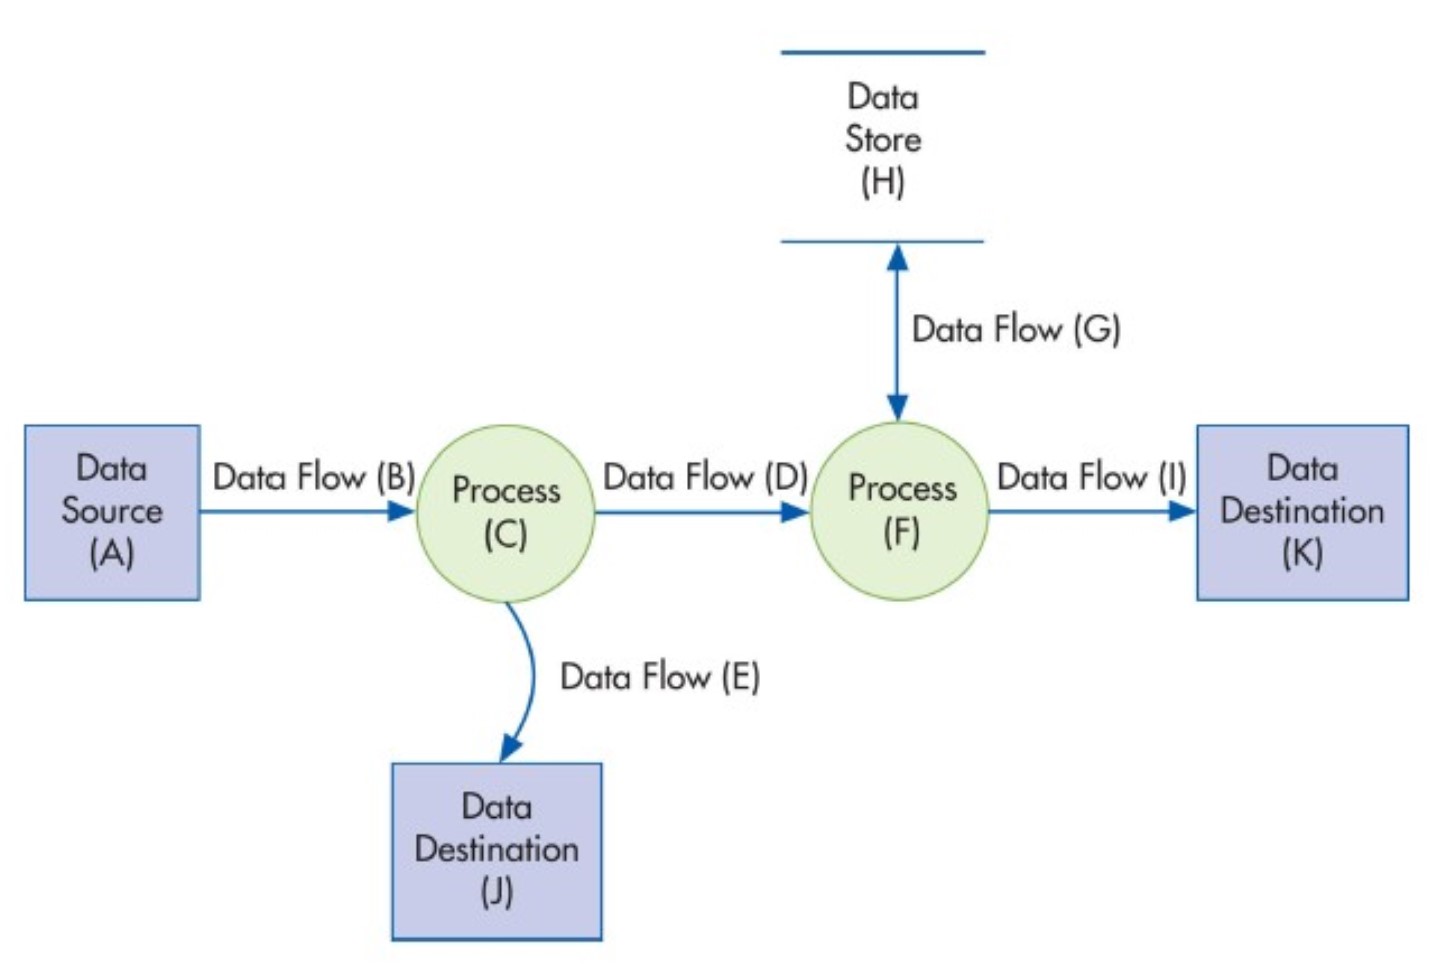 Data
Store
(H)
Data Flow (G)
Data
Source
(A)
Data Flow (B)
Process
(C)
Data Flow (D)
Process
(F)
Data Flow (I)
Data
Destination
(K)
Data Flow (E)
Data
Destination
(J)